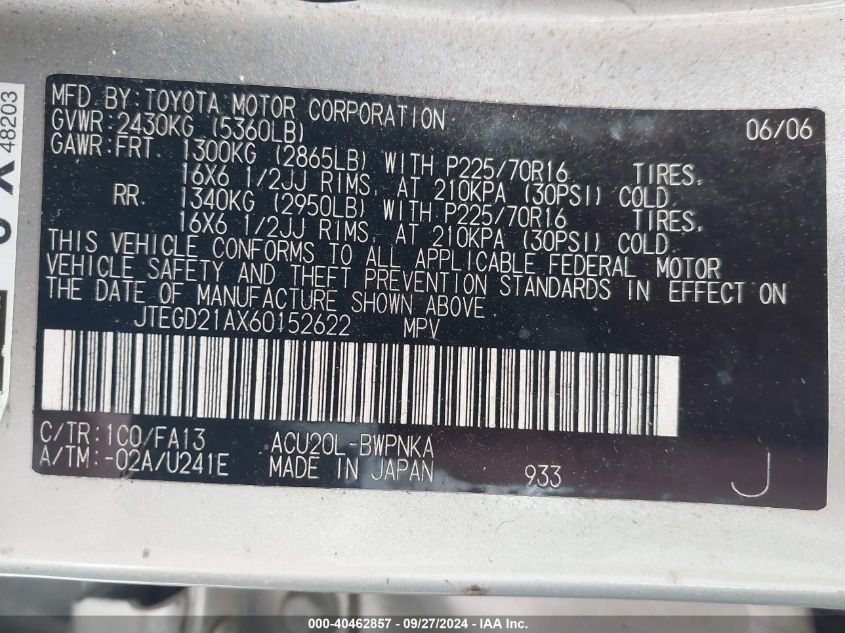 48203
MFD BY:TOYOTA MOTOR CORPORATION 06/06
GVWR:2430KG (5360LB)
GAWR:FRT. 1300KG (2865LB) WITH P225/70R16 TIRES,
16X6 1/2JJ RIMS, AT 210KPA (30PSI) COLD.
RR. 1340KG (2950LB) WITH P225/70R16 TIRES,
16X6 1/2JJ RIMS, AT 210KPA (30PSI) COLD.
THIS VEHICLE CONFORMS TO ALL APPLICABLE FEDERAL MOTOR
VEHICLE SAFETY AND THEFT PREVENTION STANDARDS IN EFFECT ON
THE DATE OF MANUFACTURE SHOWN ABOVE.
JTEGD21AX60152622 MPV
C/TR:1C0/FA13 ACU20L-BWPNKA
A/TM:-02A/U241E MADE IN JAPAN 933 J
000-40462857 - 09/27/2024 - IAAI.COM